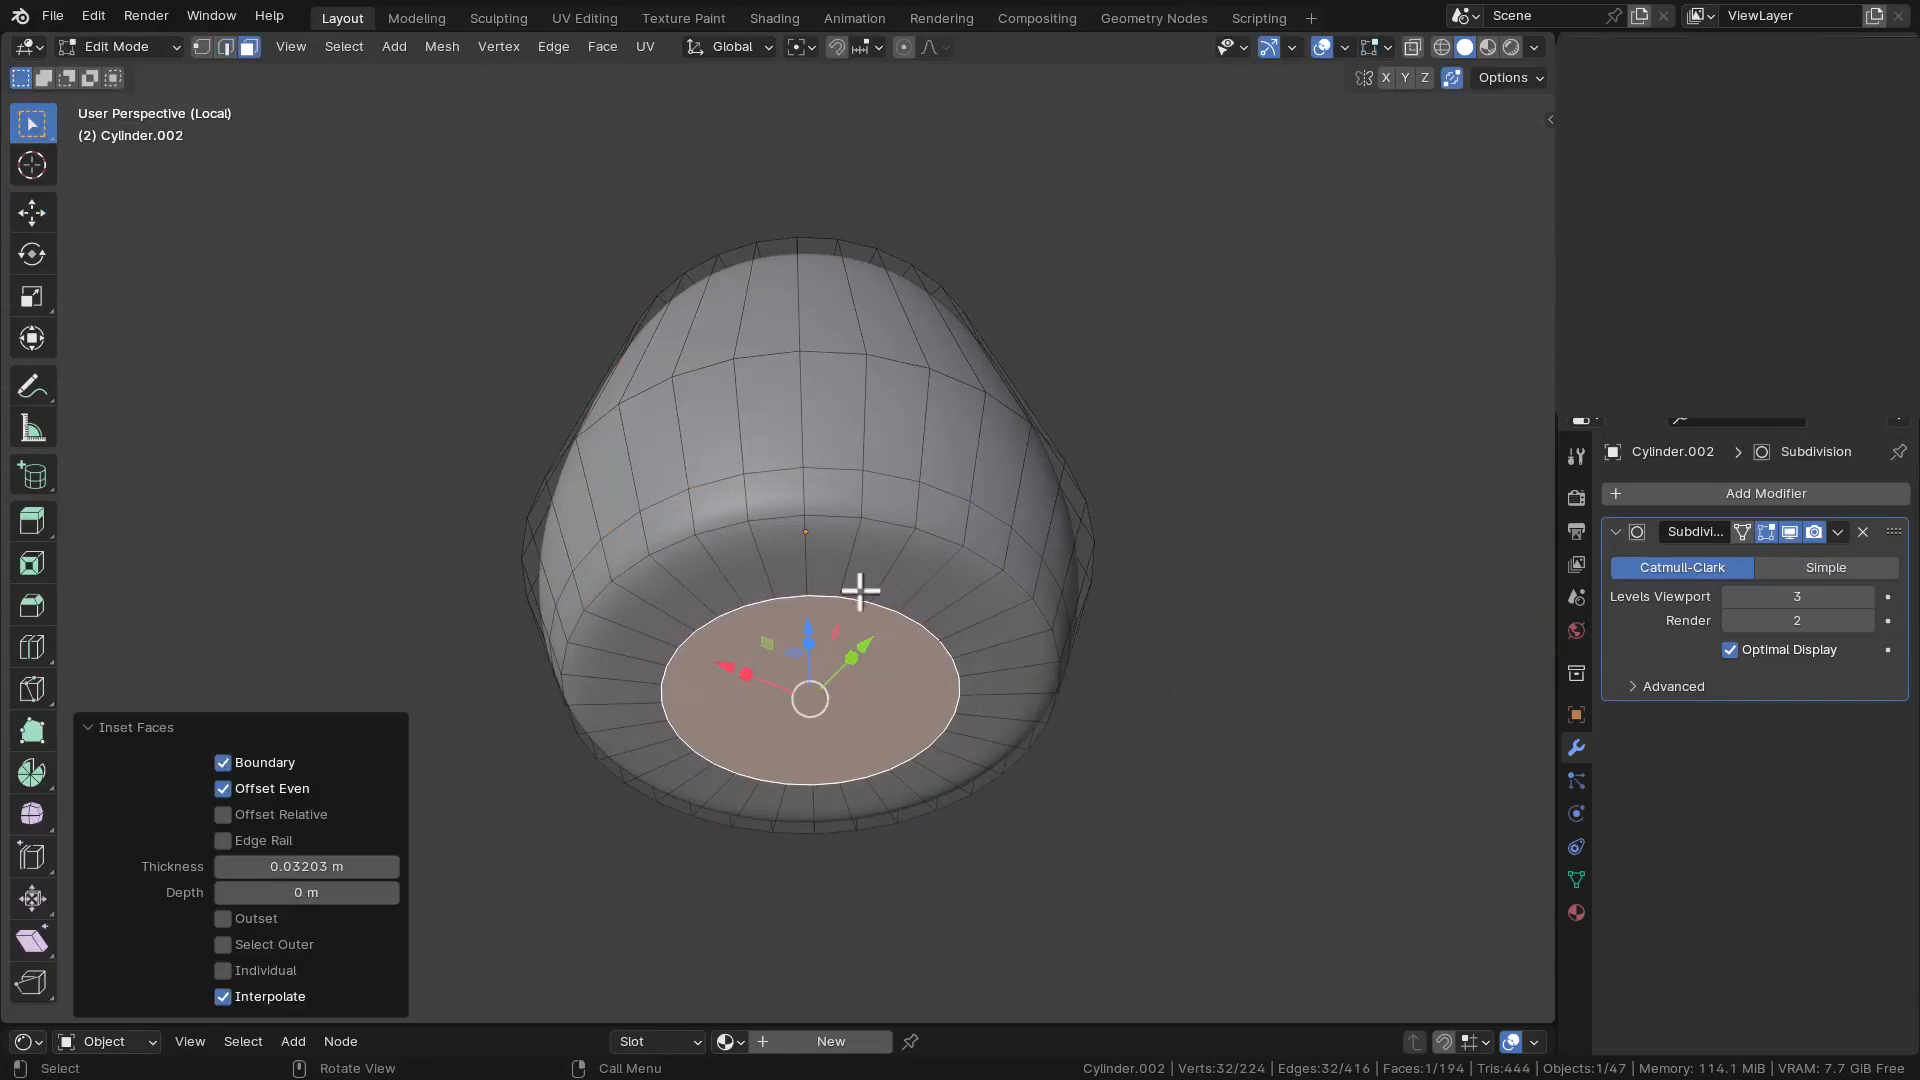 File Edit Render Window Help Layout Modeling Sculpting UV Editing Texture Paint Shading Animation Rendering Compositing Geometry Nodes Scripting + Scene ViewLayer
Edit Mode View Select Add Mesh Vertex Edge Face UV Global
X Y Z Options
User Perspective (Local)
(2) Cylinder.002
Cylinder.002 > Subdivision
+ Add Modifier
Subdivi...
Catmull-Clark Simple
Levels Viewport 3
Render 2
Optimal Display
Advanced
Inset Faces
Boundary
Offset Even
Offset Relative
Edge Rail
Thickness 0.03203 m
Depth 0 m
Outset
Select Outer
Individual
Interpolate
Object View Select Add Node Slot + New
Select Rotate View Call Menu Cylinder.002 | Verts:32/224 | Edges:32/416 | Faces:1/194 | Tris:444 | Objects:1/47 | Memory: 114.1 MiB | VRAM: 7.7 GiB Free